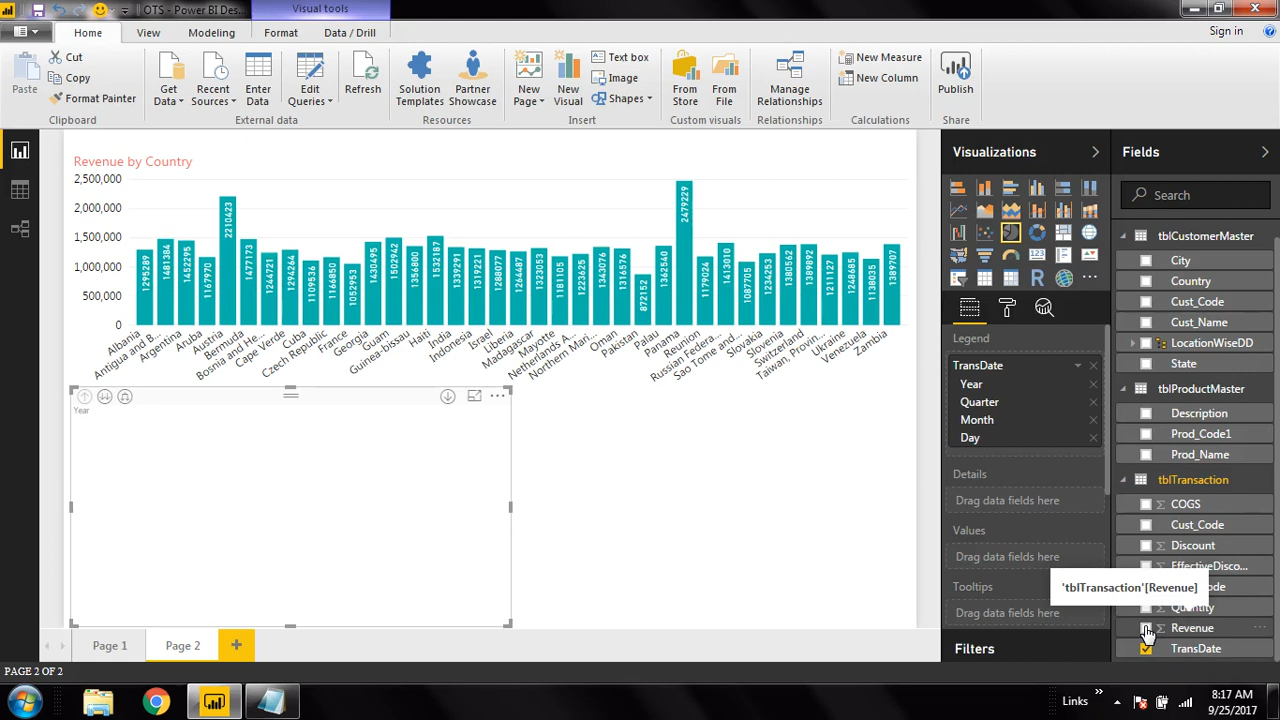 OTS - Power BI Des...
Visual tools
Home
View
Modeling
Format
Data / Drill
Sign in
Paste
Cut
Copy
Format Painter
Clipboard
Get Data
Recent Sources
Enter Data
Edit Queries
Refresh
External data
Solution Templates
Partner Showcase
Resources
New Page
New Visual
Text box
Image
Shapes
Insert
From Store
From File
Custom visuals
Manage Relationships
Relationships
New Measure
New Column
Calculations
Publish
Share
Revenue by Country
2,500,000
2,000,000
1,500,000
1,000,000
500,000
0
1295289
1481384
1452295
1167970
2210423
1477173
1244721
1294264
1109536
1166850
1052953
1430495
1502942
1356800
1532187
1339291
1319221
1288077
1264487
1323053
1181105
1223625
1343076
1316576
872152
1362540
2479229
1179024
1413010
1087705
1234253
1380562
1389892
1211127
1248685
1138035
1389707
Albania
Antigua and B...
Argentina
Aruba
Austria
Bermuda
Bosnia and He...
Cape Verde
Cuba
Czech Republic
France
Georgia
Guam
Guinea-bissau
Haiti
India
Indonesia
Israel
Liberia
Madagascar
Mayotte
Netherlands A...
Northern Mari...
Oman
Pakistan
Palau
Panama
Reunion
Russian Federa...
Sao Tome and...
Slovakia
Slovenia
Switzerland
Taiwan, Provin...
Ukraine
Venezuela
Zambia
Year
Page 1
Page 2
PAGE 2 OF 2
Visualizations
R
Legend
TransDate
Year
Quarter
Month
Day
Details
Drag data fields here
Values
Drag data fields here
Tooltips
Drag data fields here
Filters
Fields
Search
tblCustomerMaster
City
Country
Cust_Code
Cust_Name
LocationWiseDD
State
tblProductMaster
Description
Prod_Code1
Prod_Name
tblTransaction
COGS
Cust_Code
Discount
EffectiveDisco...
'tblTransaction'[Revenue]
Quantity
Revenue
TransDate
Links
8:17 AM
9/25/2017